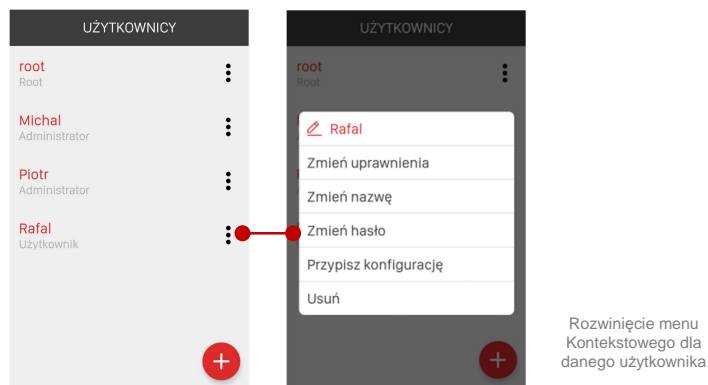 UŻYTKOWNICY
root
Root
Michal
Administrator
Piotr
Administrator
Rafal
Użytkownik
UŻYTKOWNICY
root
Root
Rafal
Zmień uprawnienia
Zmień nazwę
Zmień hasło
Przypisz konfigurację
Usuń
Rozwinięcie menu
Kontekstowego dla
danego użytkownika